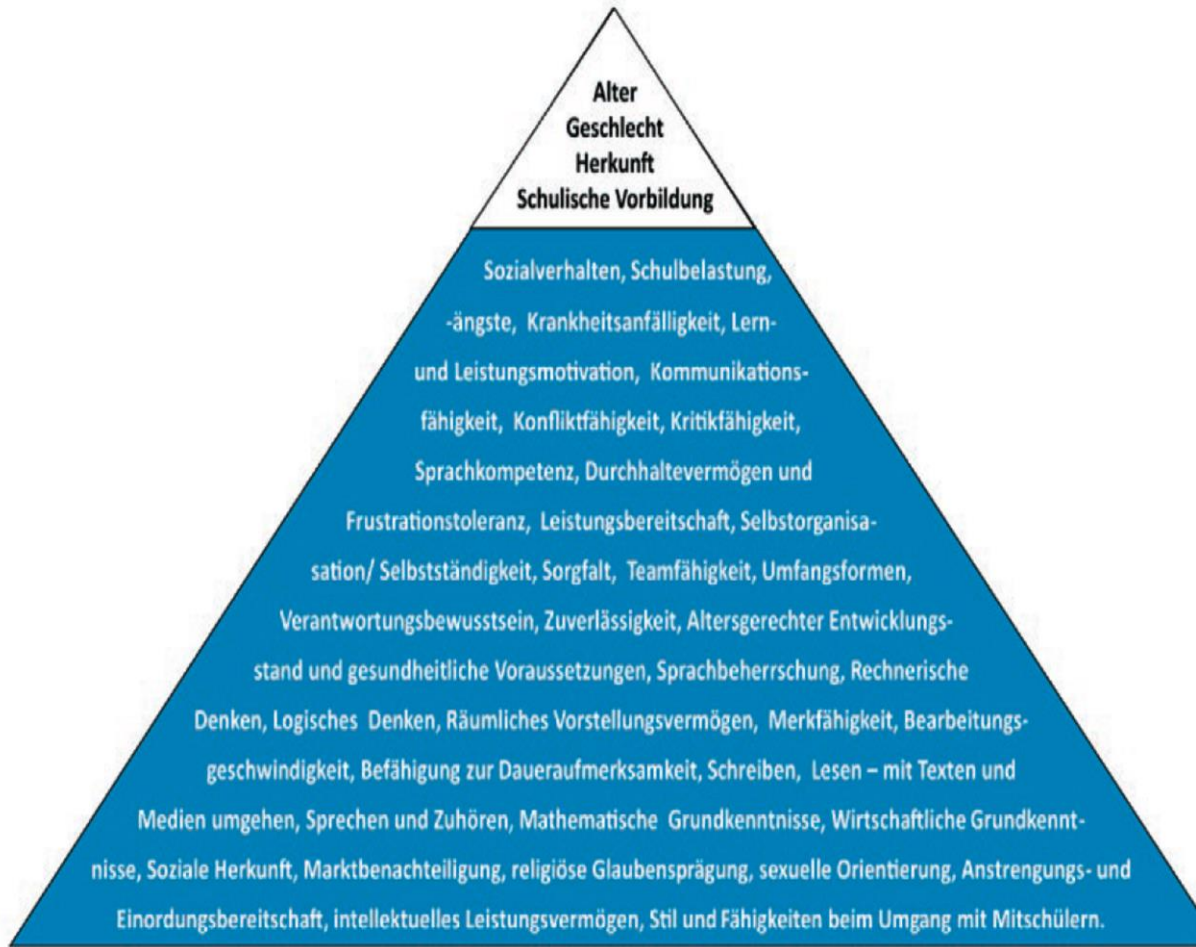 Alter
Geschlecht
Herkunft
Schulische Vorbildung
Sozialverhalten, Schulbelastung,
-ängste, Krankheitsanfälligkeit, Lern-
und Leistungsmotivation, Kommunikations-
fähigkeit, Konfliktfähigkeit, Kritikfähigkeit,
Sprachkompetenz, Durchhaltevermögen und
Frustrationstoleranz, Leistungsbereitschaft, Selbstorganisa-
sation/ Selbstständigkeit, Sorgfalt, Teamfähigkeit, Umfangsformen,
Verantwortungsbewusstsein, Zuverlässigkeit, Altersgerechter Entwicklungs-
stand und gesundheitliche Voraussetzungen, Sprachbeherrschung, Rechnerische
Denken, Logisches Denken, Räumliches Vorstellungsvermögen, Merkfähigkeit, Bearbeitungs-
geschwindigkeit, Befähigung zur Daueraufmerksamkeit, Schreiben, Lesen – mit Texten und
Medien umgehen, Sprechen und Zuhören, Mathematische Grundkenntnisse, Wirtschaftliche Grundkennt-
nisse, Soziale Herkunft, Marktbenachteiligung, religiöse Glaubensprägung, sexuelle Orientierung, Anstrengungs- und
Einordungsbereitschaft, intellektuelles Leistungsvermögen, Stil und Fähigkeiten beim Umgang mit Mitschülern.